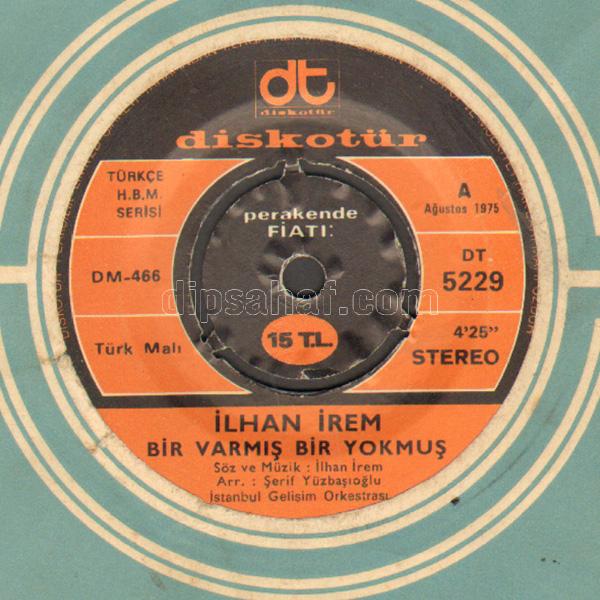 dt
diskotür
diskotür
TÜRKÇE
H.B.M.
SERİSİ
A
Ağustos 1975
perakende
FİATI:
DM-466
DT
5229
dipsahaf.com
Türk Malı
15 T.L.
4'25"
STEREO
İLHAN İREM
BİR VARMIŞ BİR YOKMUŞ
Söz ve Müzik : İlhan İrem
Arr. : Şerif Yüzbaşıoğlu
İstanbul Gelişim Orkestrası